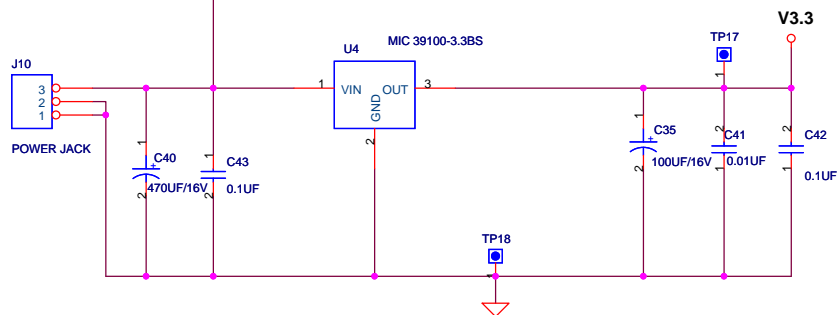 V3.3
MIC 39100-3.3BS
TP17
U4
J10
1
3
1
VIN
OUT
3
2
GND
1
2
POWER JACK
1
C40
470UF/16V
2
1
C43
0.1UF
2
1
C35
100UF/16V
2
2
C41
0.01UF
1
2
C42
0.1UF
1
TP18
1